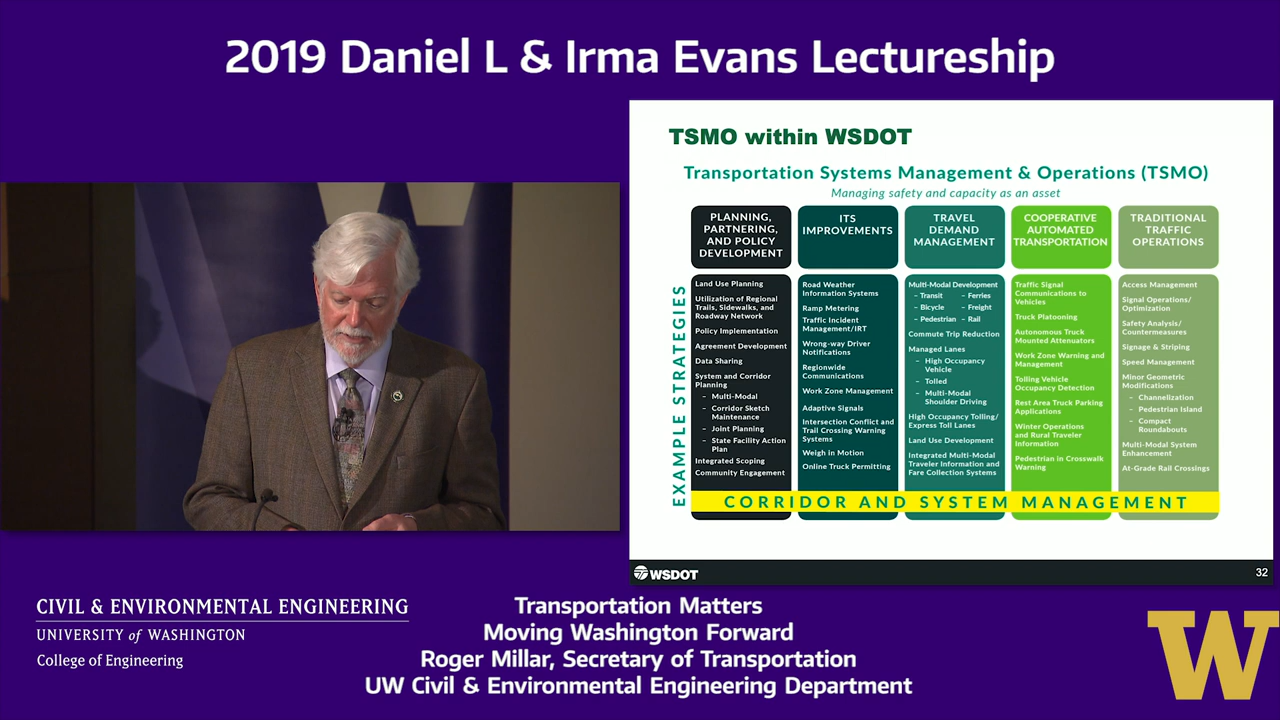 2019 Daniel L & Irma Evans Lectureship
TSMO within WSDOT
Transportation Systems Management & Operations (TSMO)
Managing safety and capacity as an asset
EXAMPLE STRATEGIES
PLANNING,
PARTNERING,
AND POLICY
DEVELOPMENT
Land Use Planning
Utilization of Regional
Trails, Sidewalks, and
Roadway Network
Policy Implementation
Agreement Development
Data Sharing
System and Corridor
Planning
– Multi-Modal
– Corridor Sketch
Maintenance
– Joint Planning
– State Facility Action
Plan
Integrated Scoping
Community Engagement
ITS
IMPROVEMENTS
Road Weather
Information Systems
Ramp Metering
Traffic Incident
Management/IRT
Wrong-way Driver
Notifications
Regionwide
Communications
Work Zone Management
Adaptive Signals
Intersection Conflict and
Trail Crossing Warning
Systems
Weigh in Motion
Online Truck Permitting
TRAVEL
DEMAND
MANAGEMENT
Multi-Modal Development
– Transit – Ferries
– Bicycle – Freight
– Pedestrian – Rail
Commute Trip Reduction
Managed Lanes
– High Occupancy
Vehicle
– Tolled
– Multi-Modal
Shoulder Driving
High Occupancy Tolling/
Express Toll Lanes
Land Use Development
Integrated Multi-Modal
Traveler Information and
Fare Collection Systems
COOPERATIVE
AUTOMATED
TRANSPORTATION
Traffic Signal
Communications to
Vehicles
Truck Platooning
Autonomous Truck
Mounted Attenuators
Work Zone Warning and
Management
Tolling Vehicle
Occupancy Detection
Rest Area Truck Parking
Applications
Winter Operations
and Rural Traveler
Information
Pedestrian in Crosswalk
Warning
TRADITIONAL
TRAFFIC
OPERATIONS
Access Management
Signal Operations/
Optimization
Safety Analysis/
Countermeasures
Signage & Striping
Speed Management
Minor Geometric
Modifications
– Channelization
– Pedestrian Island
– Compact
Roundabouts
Multi-Modal System
Enhancement
At-Grade Rail Crossings
CORRIDOR AND SYSTEM MANAGEMENT
WSDOT
32
CIVIL & ENVIRONMENTAL ENGINEERING
UNIVERSITY of WASHINGTON
College of Engineering
Transportation Matters
Moving Washington Forward
Roger Millar, Secretary of Transportation
UW Civil & Environmental Engineering Department
W